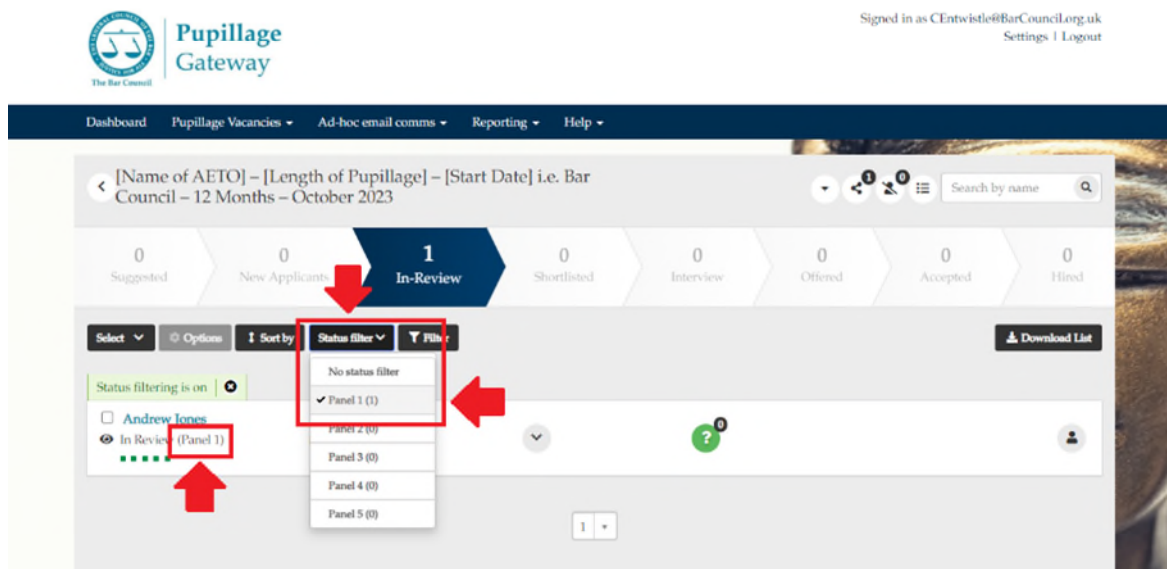 Pupillage
Gateway
The Bar Council
Signed in as CEntwistle@BarCouncil.org.uk
Settings | Logout
Dashboard Pupillage Vacancies Ad-hoc email comms Reporting Help
[Name of AETO] – [Length of Pupillage] – [Start Date] i.e. Bar
Council – 12 Months – October 2023
1 0 Search by name
0 0 1 0 0 0 0 0
Suggested New Applicants In-Review Shortlisted Interview Offered Accepted Hired
Select Options Sort by Status filter Filter Download List
No status filter
Status filtering is on
Panel 1 (1)
Andrew Jones
Panel 2 (0)
In Review (Panel 1)
? 0
Panel 3 (0)
Panel 4 (0)
Panel 5 (0)
1